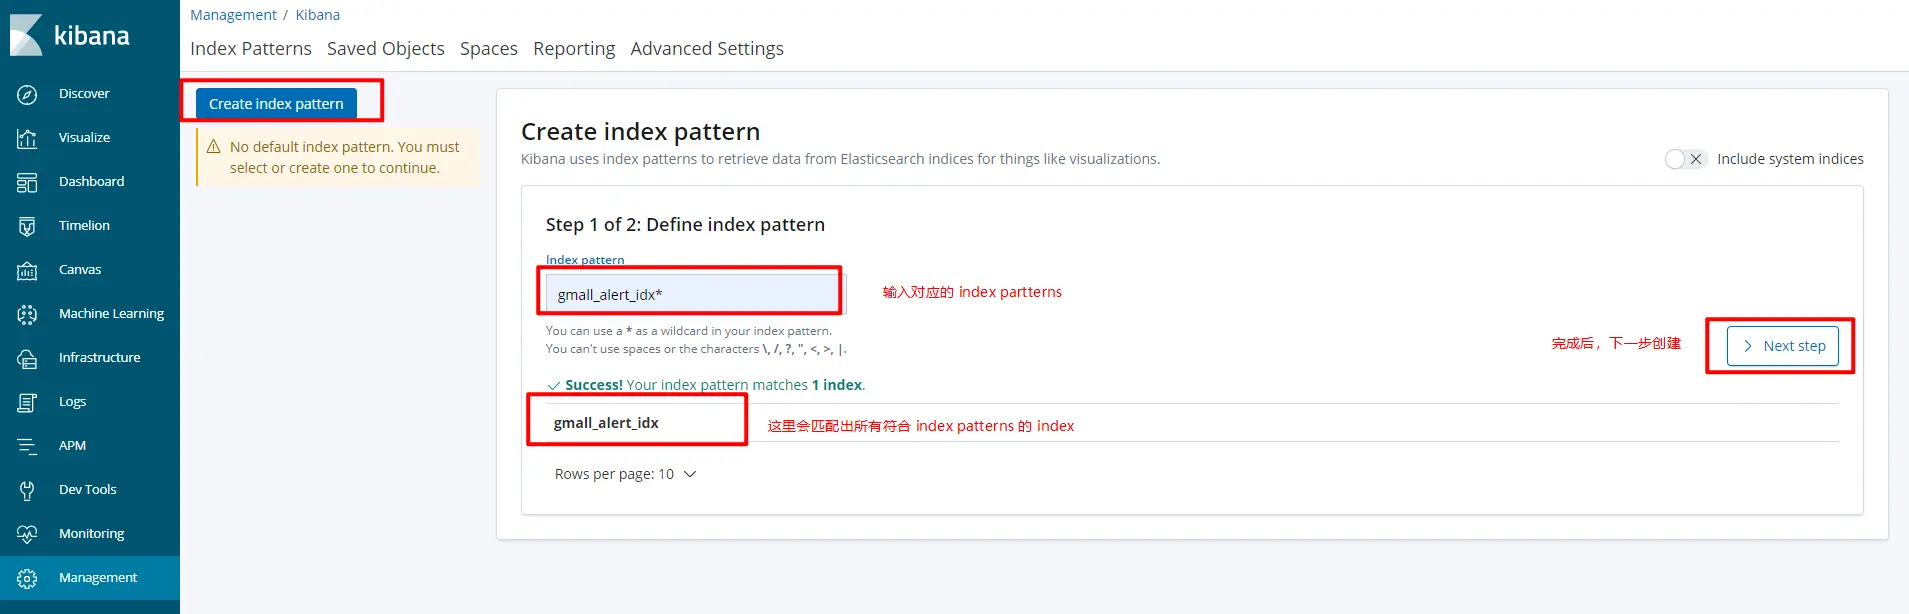 kibana
Discover
Visualize
Dashboard
Timelion
Canvas
Machine Learning
Infrastructure
Logs
APM
Dev Tools
Monitoring
Management
Management / Kibana
Index Patterns Saved Objects Spaces Reporting Advanced Settings
Create index pattern
No default index pattern. You must
select or create one to continue.
Create index pattern
Kibana uses index patterns to retrieve data from Elasticsearch indices for things like visualizations.
Include system indices
Step 1 of 2: Define index pattern
Index pattern
gmall_alert_idx*
输入对应的 index partterns
You can use a * as a wildcard in your index pattern.
You can't use spaces or the characters \, /, ?, ", <, >, |.
完成后，下一步创建
Next step
Success! Your index pattern matches 1 index.
gmall_alert_idx
这里会匹配出所有符合 index patterns 的 index
Rows per page: 10